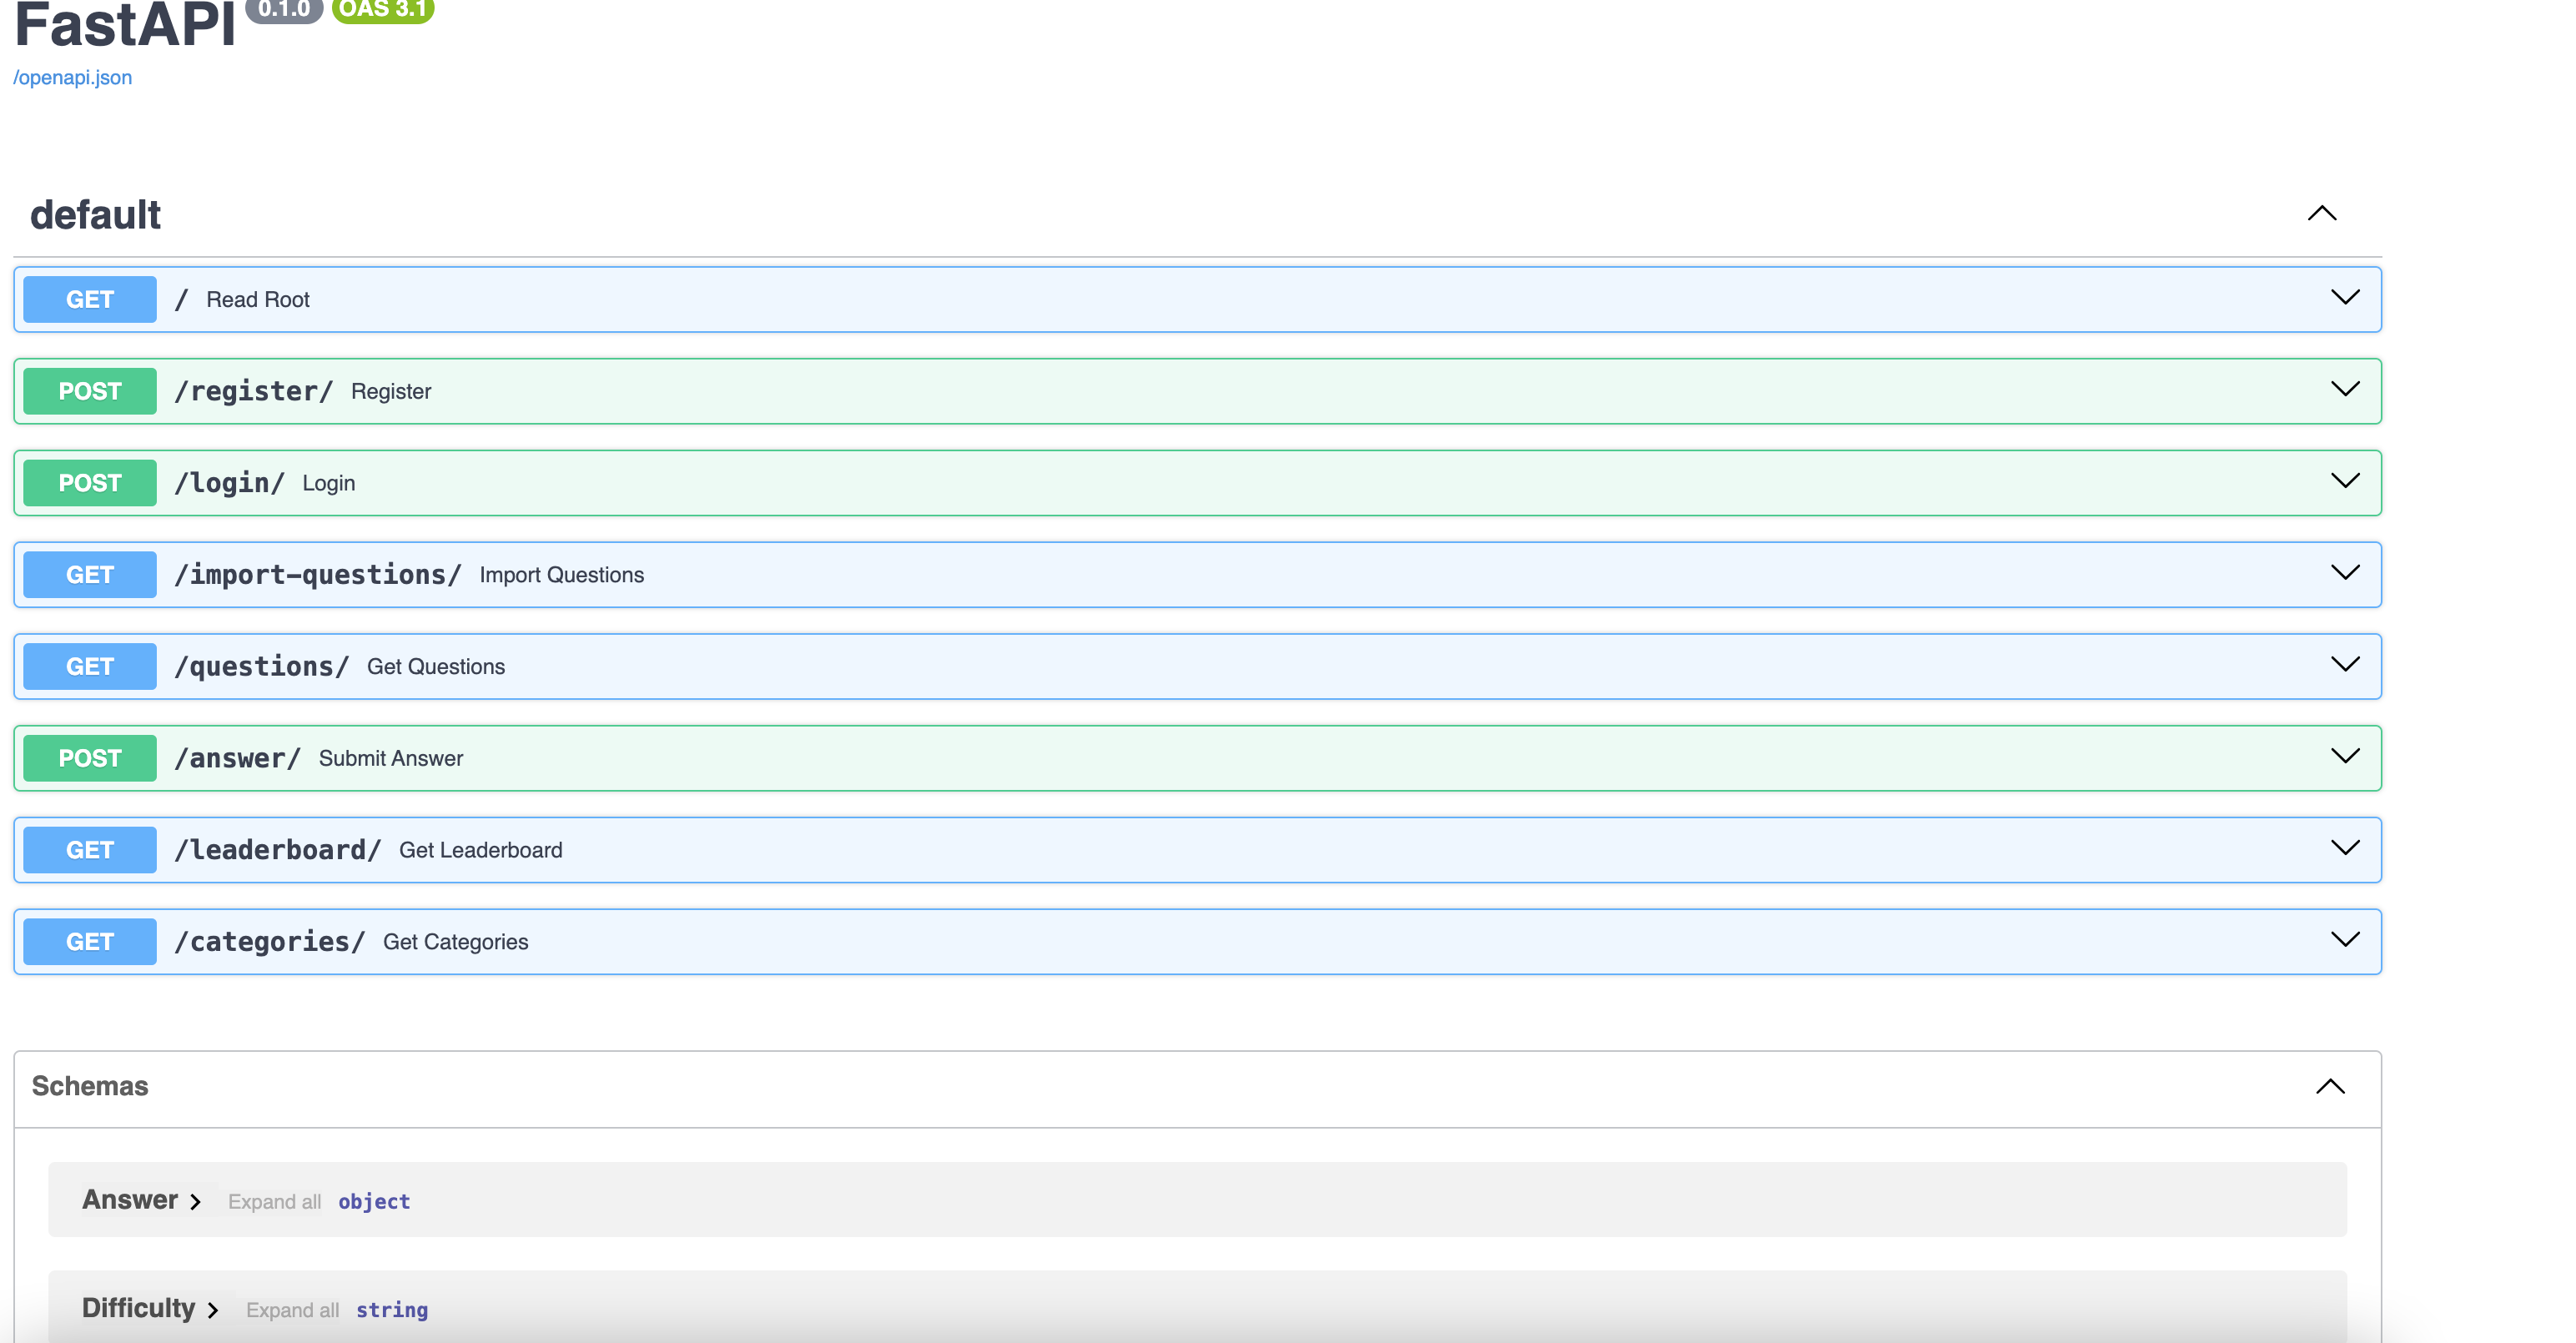 FastAPI 0.1.0 OAS 3.1
/openapi.json
default
GET / Read Root
POST /register/ Register
POST /login/ Login
GET /import-questions/ Import Questions
GET /questions/ Get Questions
POST /answer/ Submit Answer
GET /leaderboard/ Get Leaderboard
GET /categories/ Get Categories
Schemas
Answer Expand all object
Difficulty Expand all string